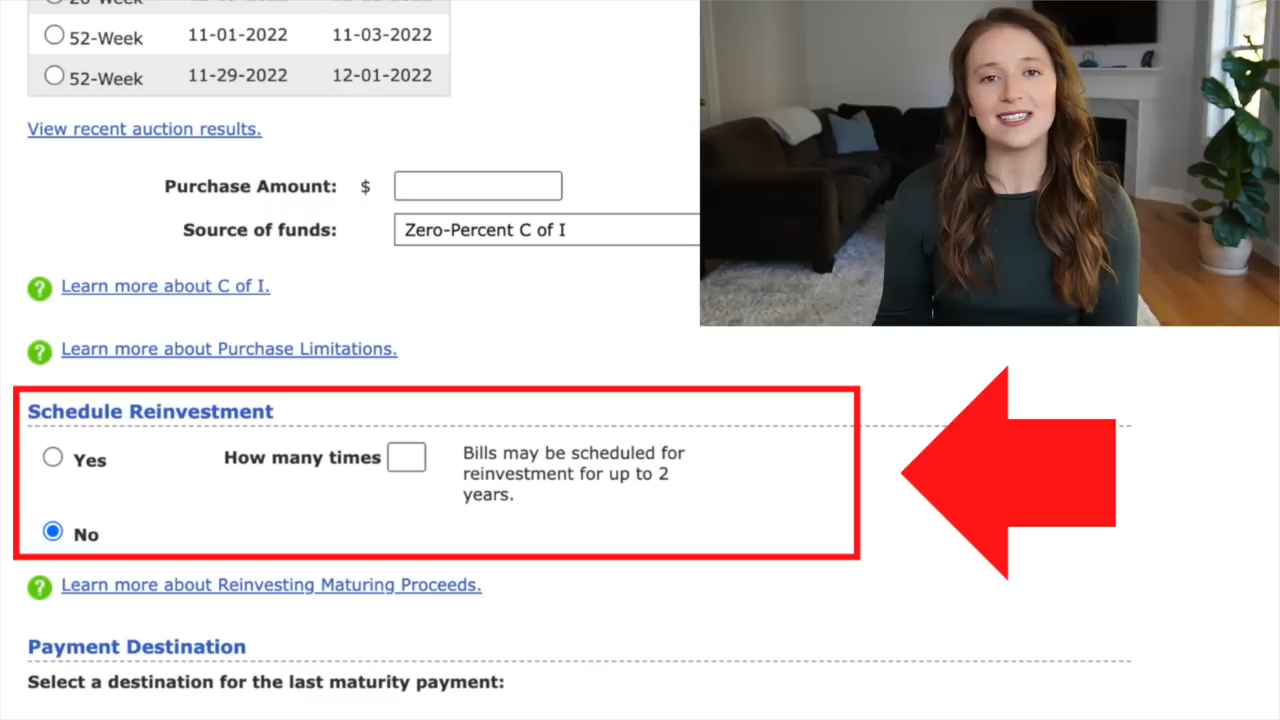 26-Week
52-Week 11-01-2022 11-03-2022
52-Week 11-29-2022 12-01-2022
View recent auction results.
Purchase Amount: $
Source of funds: Zero-Percent C of I
? Learn more about C of I.
? Learn more about Purchase Limitations.
Schedule Reinvestment
Yes How many times Bills may be scheduled for
reinvestment for up to 2
years.
No
? Learn more about Reinvesting Maturing Proceeds.
Payment Destination
Select a destination for the last maturity payment: